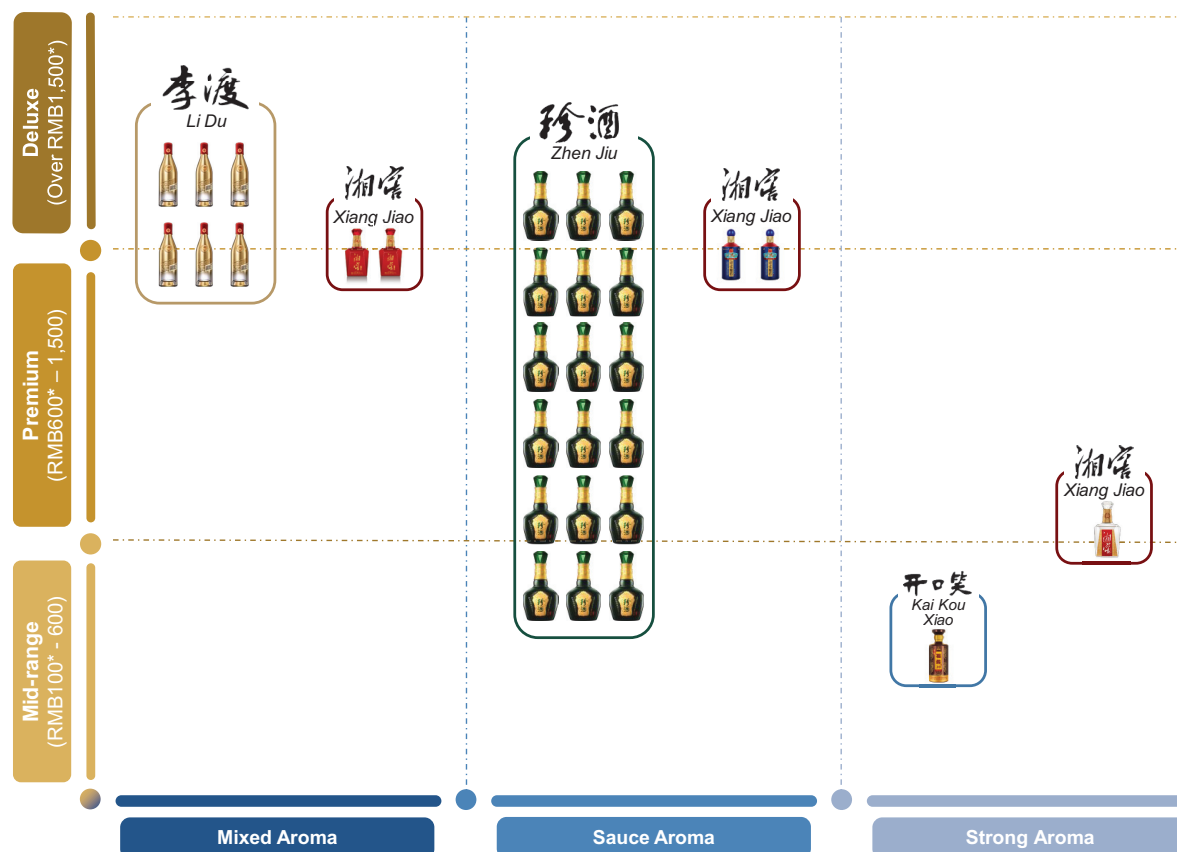 Deluxe
(Over RMB1,500*)
李渡
Li Du
湘窖
Xiang Jiao
珍酒
Zhen Jiu
湘窖
Xiang Jiao
Premium
(RMB600* – 1,500)
湘窖
Xiang Jiao
Mid-range
(RMB100* - 600)
开口笑
Kai Kou
Xiao
Mixed Aroma
Sauce Aroma
Strong Aroma